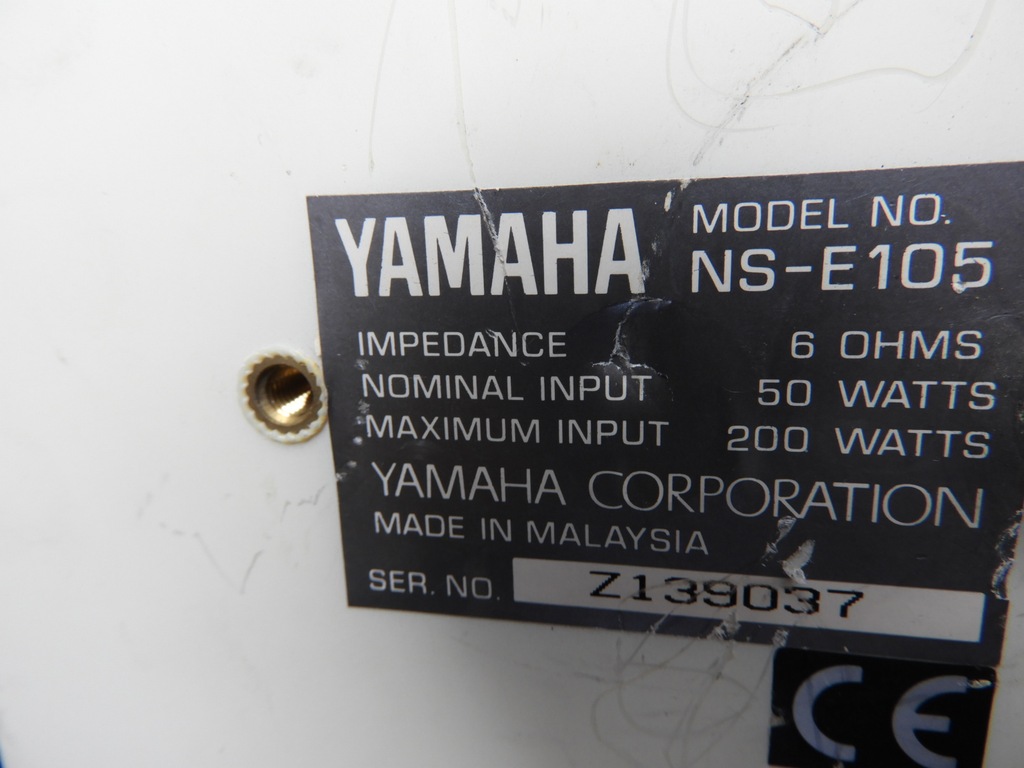 YAMAHA MODEL NO.
NS-E105
IMPEDANCE 6 OHMS
NOMINAL INPUT 50 WATTS
MAXIMUM INPUT 200 WATTS
YAMAHA CORPORATION
MADE IN MALAYSIA
SER. NO. Z139037
CE